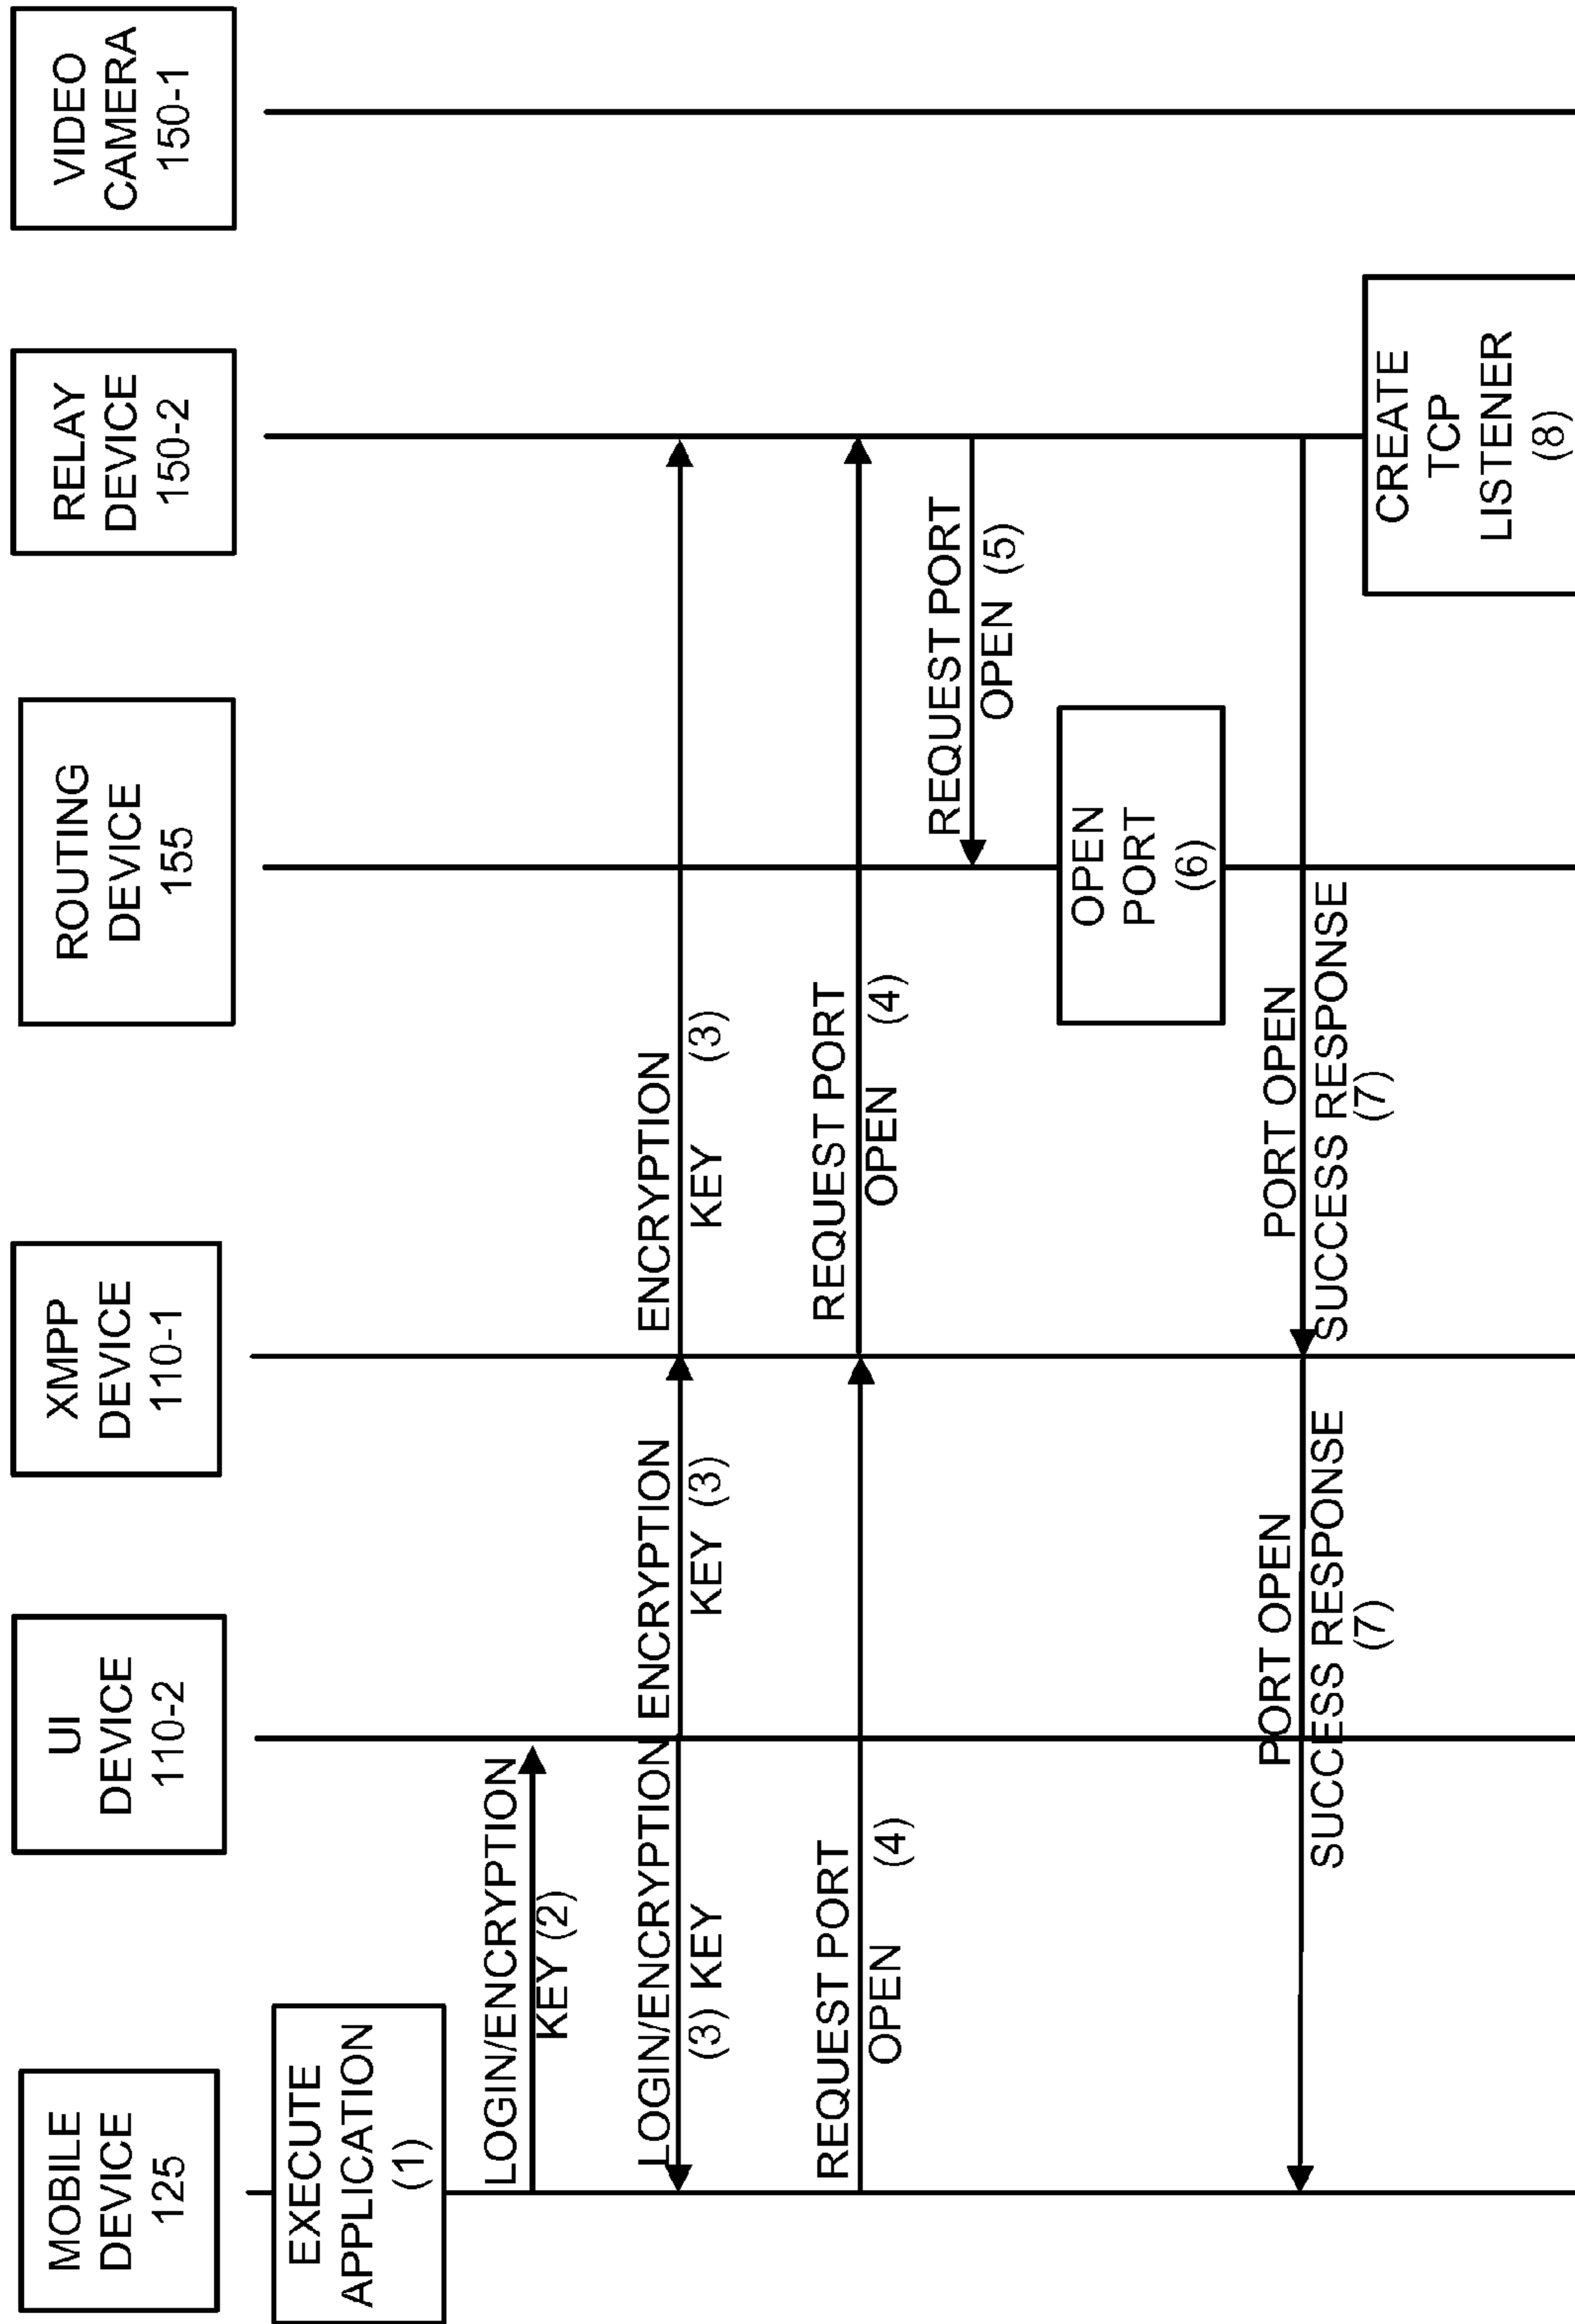 MOBILE
DEVICE
125
UI
DEVICE
110-2
XMPP
DEVICE
110-1
ROUTING
DEVICE
155
RELAY
DEVICE
150-2
VIDEO
CAMERA
150-1
EXECUTE
APPLICATION
(1)
LOGIN/ENCRYPTION
KEY (2)
LOGIN/ENCRYPTION
(3) KEY
ENCRYPTION
KEY (3)
ENCRYPTION
KEY (3)
REQUEST PORT
OPEN (4)
REQUEST PORT
OPEN (4)
REQUEST PORT
OPEN (5)
OPEN
PORT
(6)
PORT OPEN
SUCCESS RESPONSE
(7)
PORT OPEN
SUCCESS RESPONSE
(7)
CREATE
TCP
LISTENER
(8)